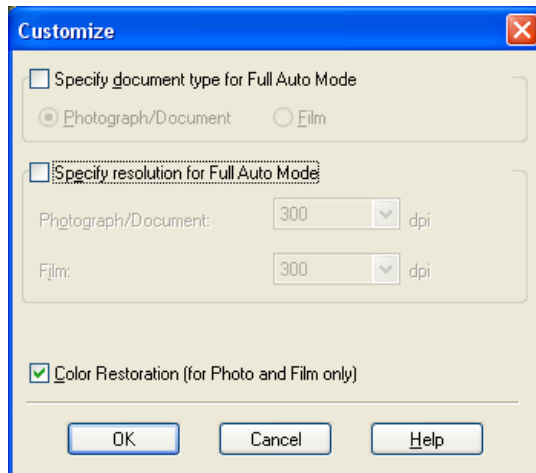 Customize
Specify document type for Full Auto Mode
Photograph/Document Film
Specify resolution for Full Auto Mode
Photograph/Document: 300 dpi
Film: 300 dpi
Color Restoration (for Photo and Film only)
OK Cancel Help